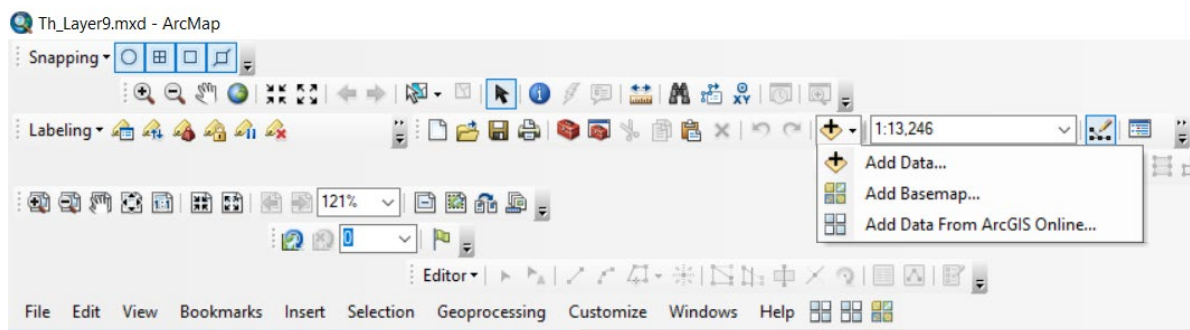 Th_Layer9.mxd - ArcMap
Snapping
Labeling 1:13,246
Add Data...
121% Add Basemap...
Add Data From ArcGIS Online...
0
Editor
File Edit View Bookmarks Insert Selection Geoprocessing Customize Windows Help